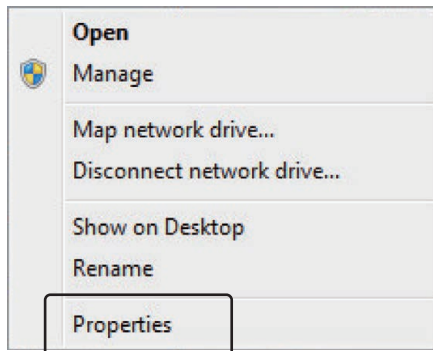 Open
Manage
Map network drive...
Disconnect network drive...
Show on Desktop
Rename
Properties